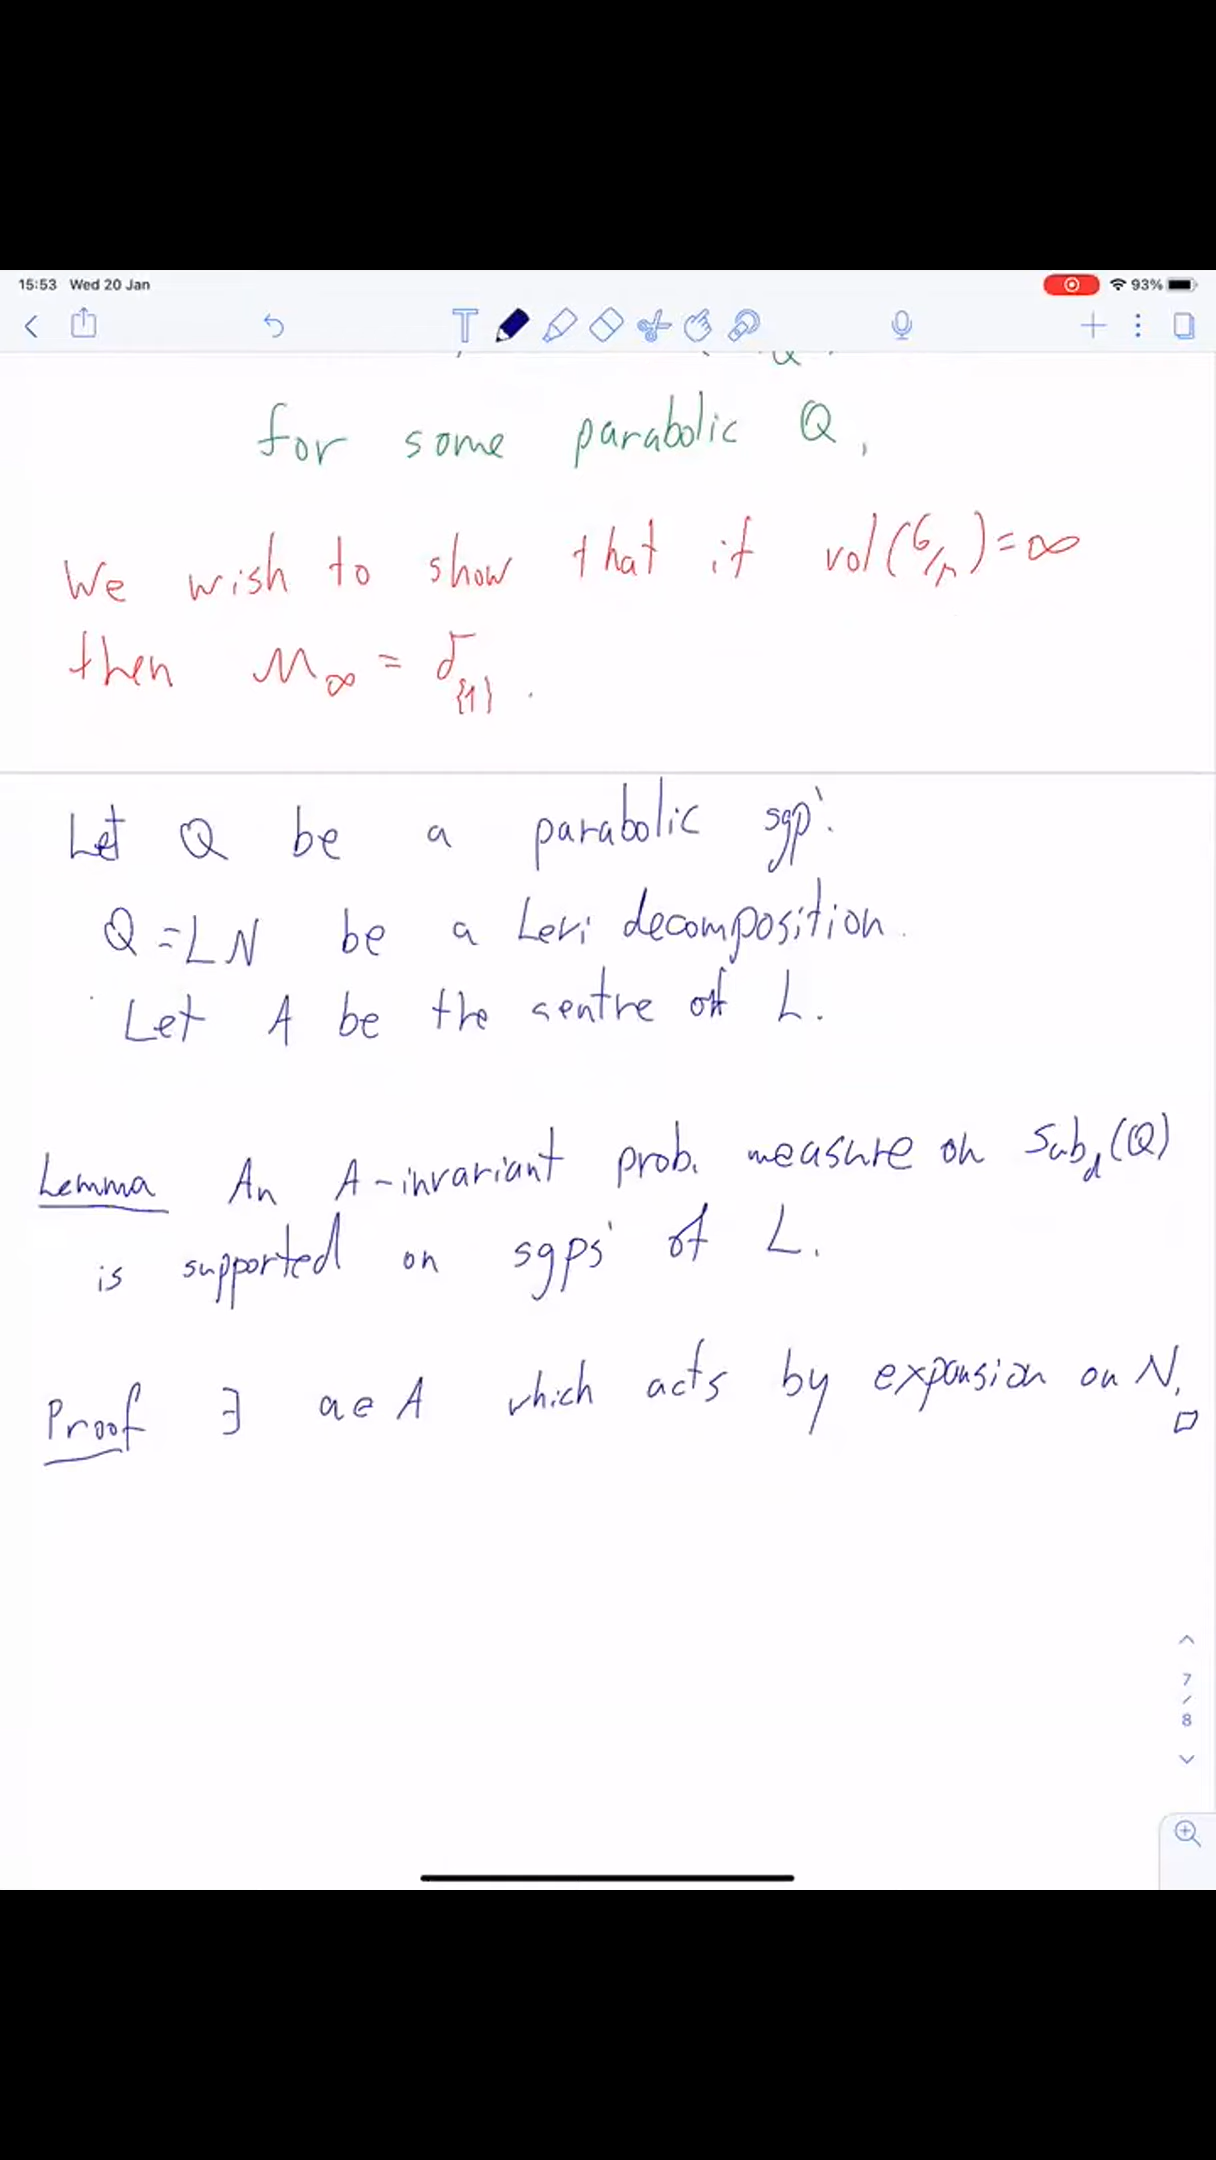 15:53 Wed 20 Jan 93%
for some parabolic Q,
We wish to show that if vol(G/Γ)=∞
then μ∞ = δ{1}.
Let Q be a parabolic sgp'.
Q=LN be a Levi decomposition.
Let A be the centre of L.
Lemma An A-invariant prob. measure on Sub_d(Q)
is supported on sgps' of L.
Proof ∃ a∈A which acts by expansion on N. □
7
/
8